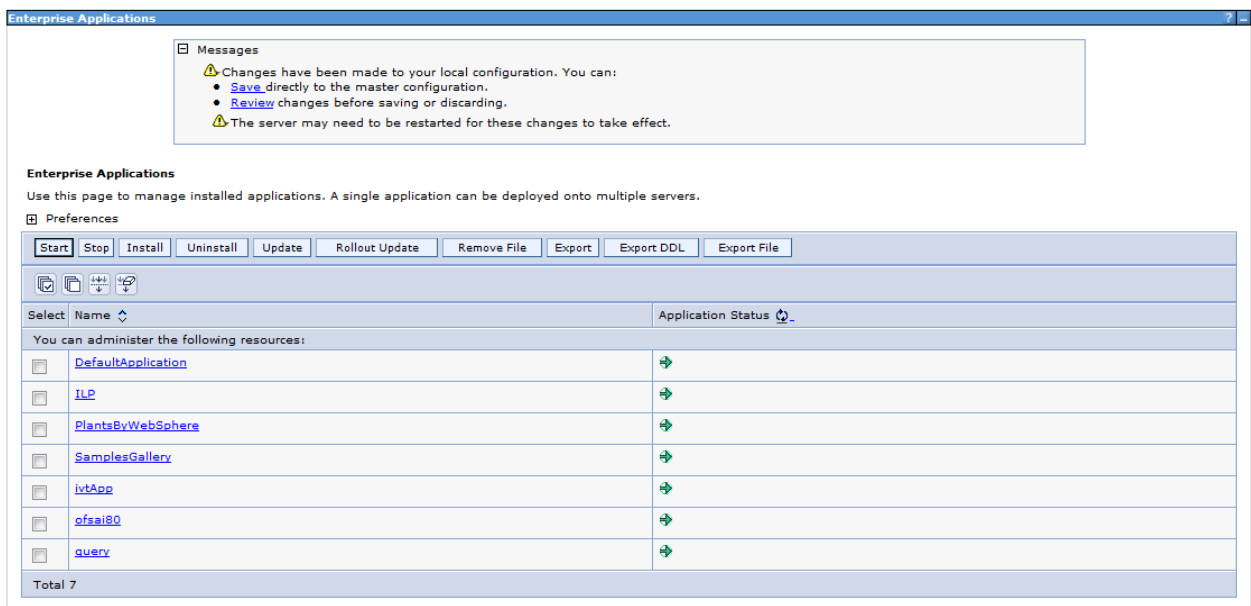 Enterprise Applications ? _
Messages
Changes have been made to your local configuration. You can:
• Save directly to the master configuration.
• Review changes before saving or discarding.
The server may need to be restarted for these changes to take effect.
Enterprise Applications
Use this page to manage installed applications. A single application can be deployed onto multiple servers.
Preferences
Start Stop Install Uninstall Update Rollout Update Remove File Export Export DDL Export File
Select Name Application Status
You can administer the following resources:
DefaultApplication
ILP
PlantsByWebSphere
SamplesGallery
ivtApp
ofsai80
query
Total 7